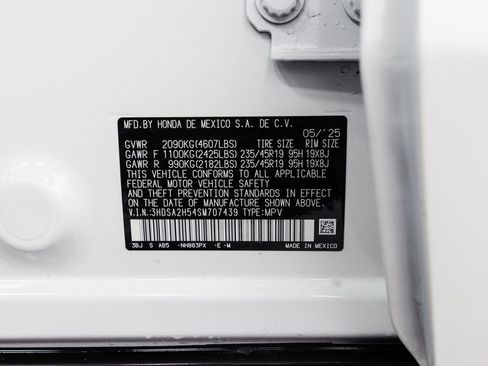 MFD.BY HONDA DE MEXICO S.A. DE C.V.
05/'25
GVWR 2090KG(4607LBS) TIRE SIZE RIM SIZE
GAWR F 1100KG(2425LBS) 235/45R19 95H 19X8J
GAWR R 990KG(2182LBS) 235/45R19 95H 19X8J
THIS VEHICLE CONFORMS TO ALL APPLICABLE
FEDERAL MOTOR VEHICLE SAFETY
AND THEFT PREVENTION STANDARDS IN EFFECT
ON THE DATE OF MANUFACTURE SHOWN ABOVE.
V.I.N.:3HDSA2H54SM707439 TYPE:MPV
3BJ S AB5 -NH883PX -E -M MADE IN MEXICO